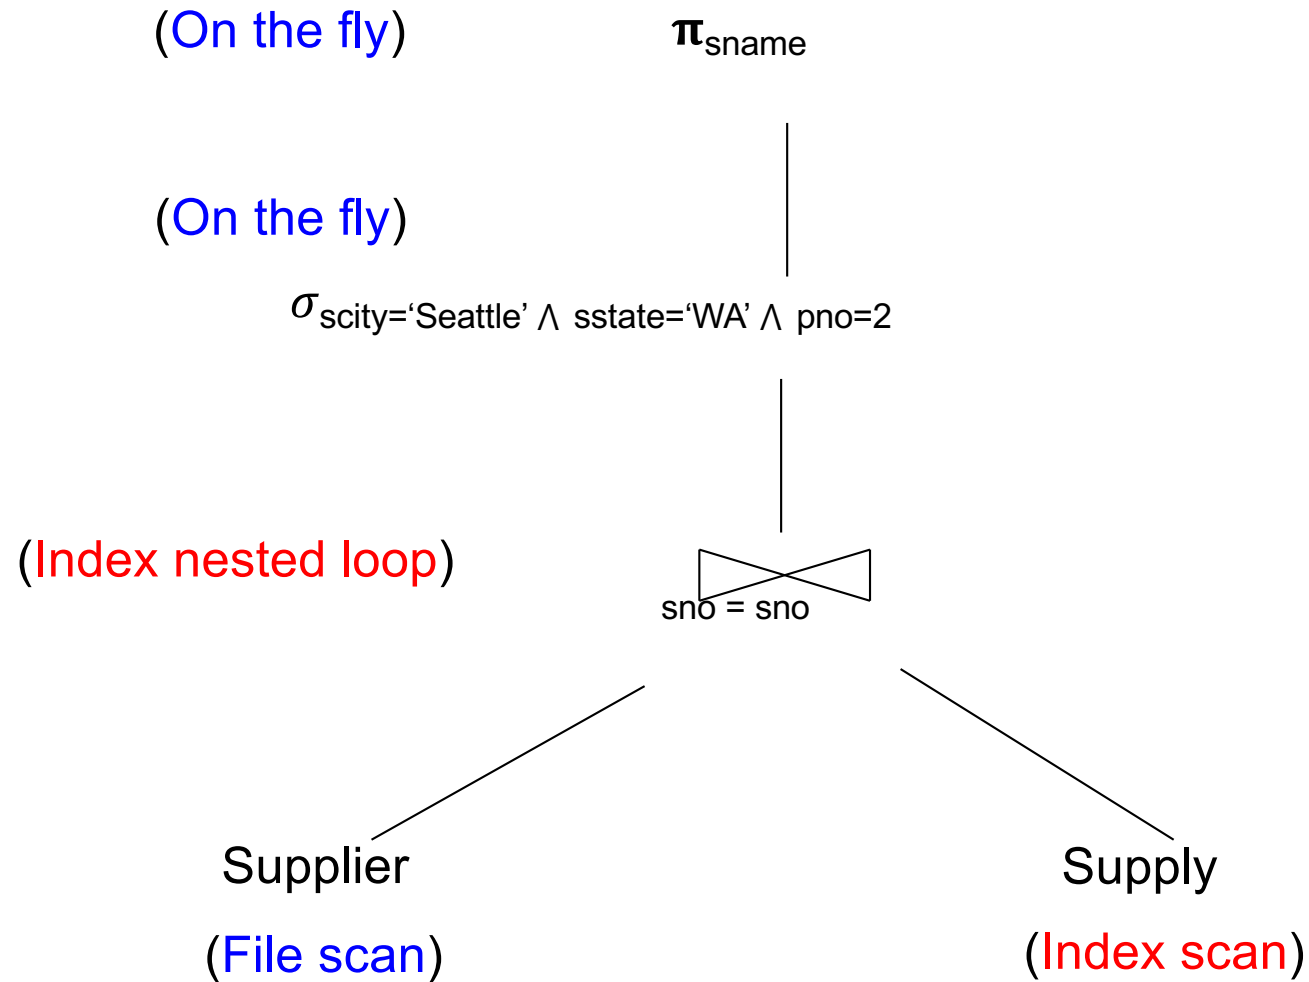 (On the fly) 𝛑sname
(On the fly)
σscity=‘Seattle’ ∧ sstate=‘WA’ ∧ pno=2
(Index nested loop)
sno = sno
Supplier Supply
(File scan) (Index scan)